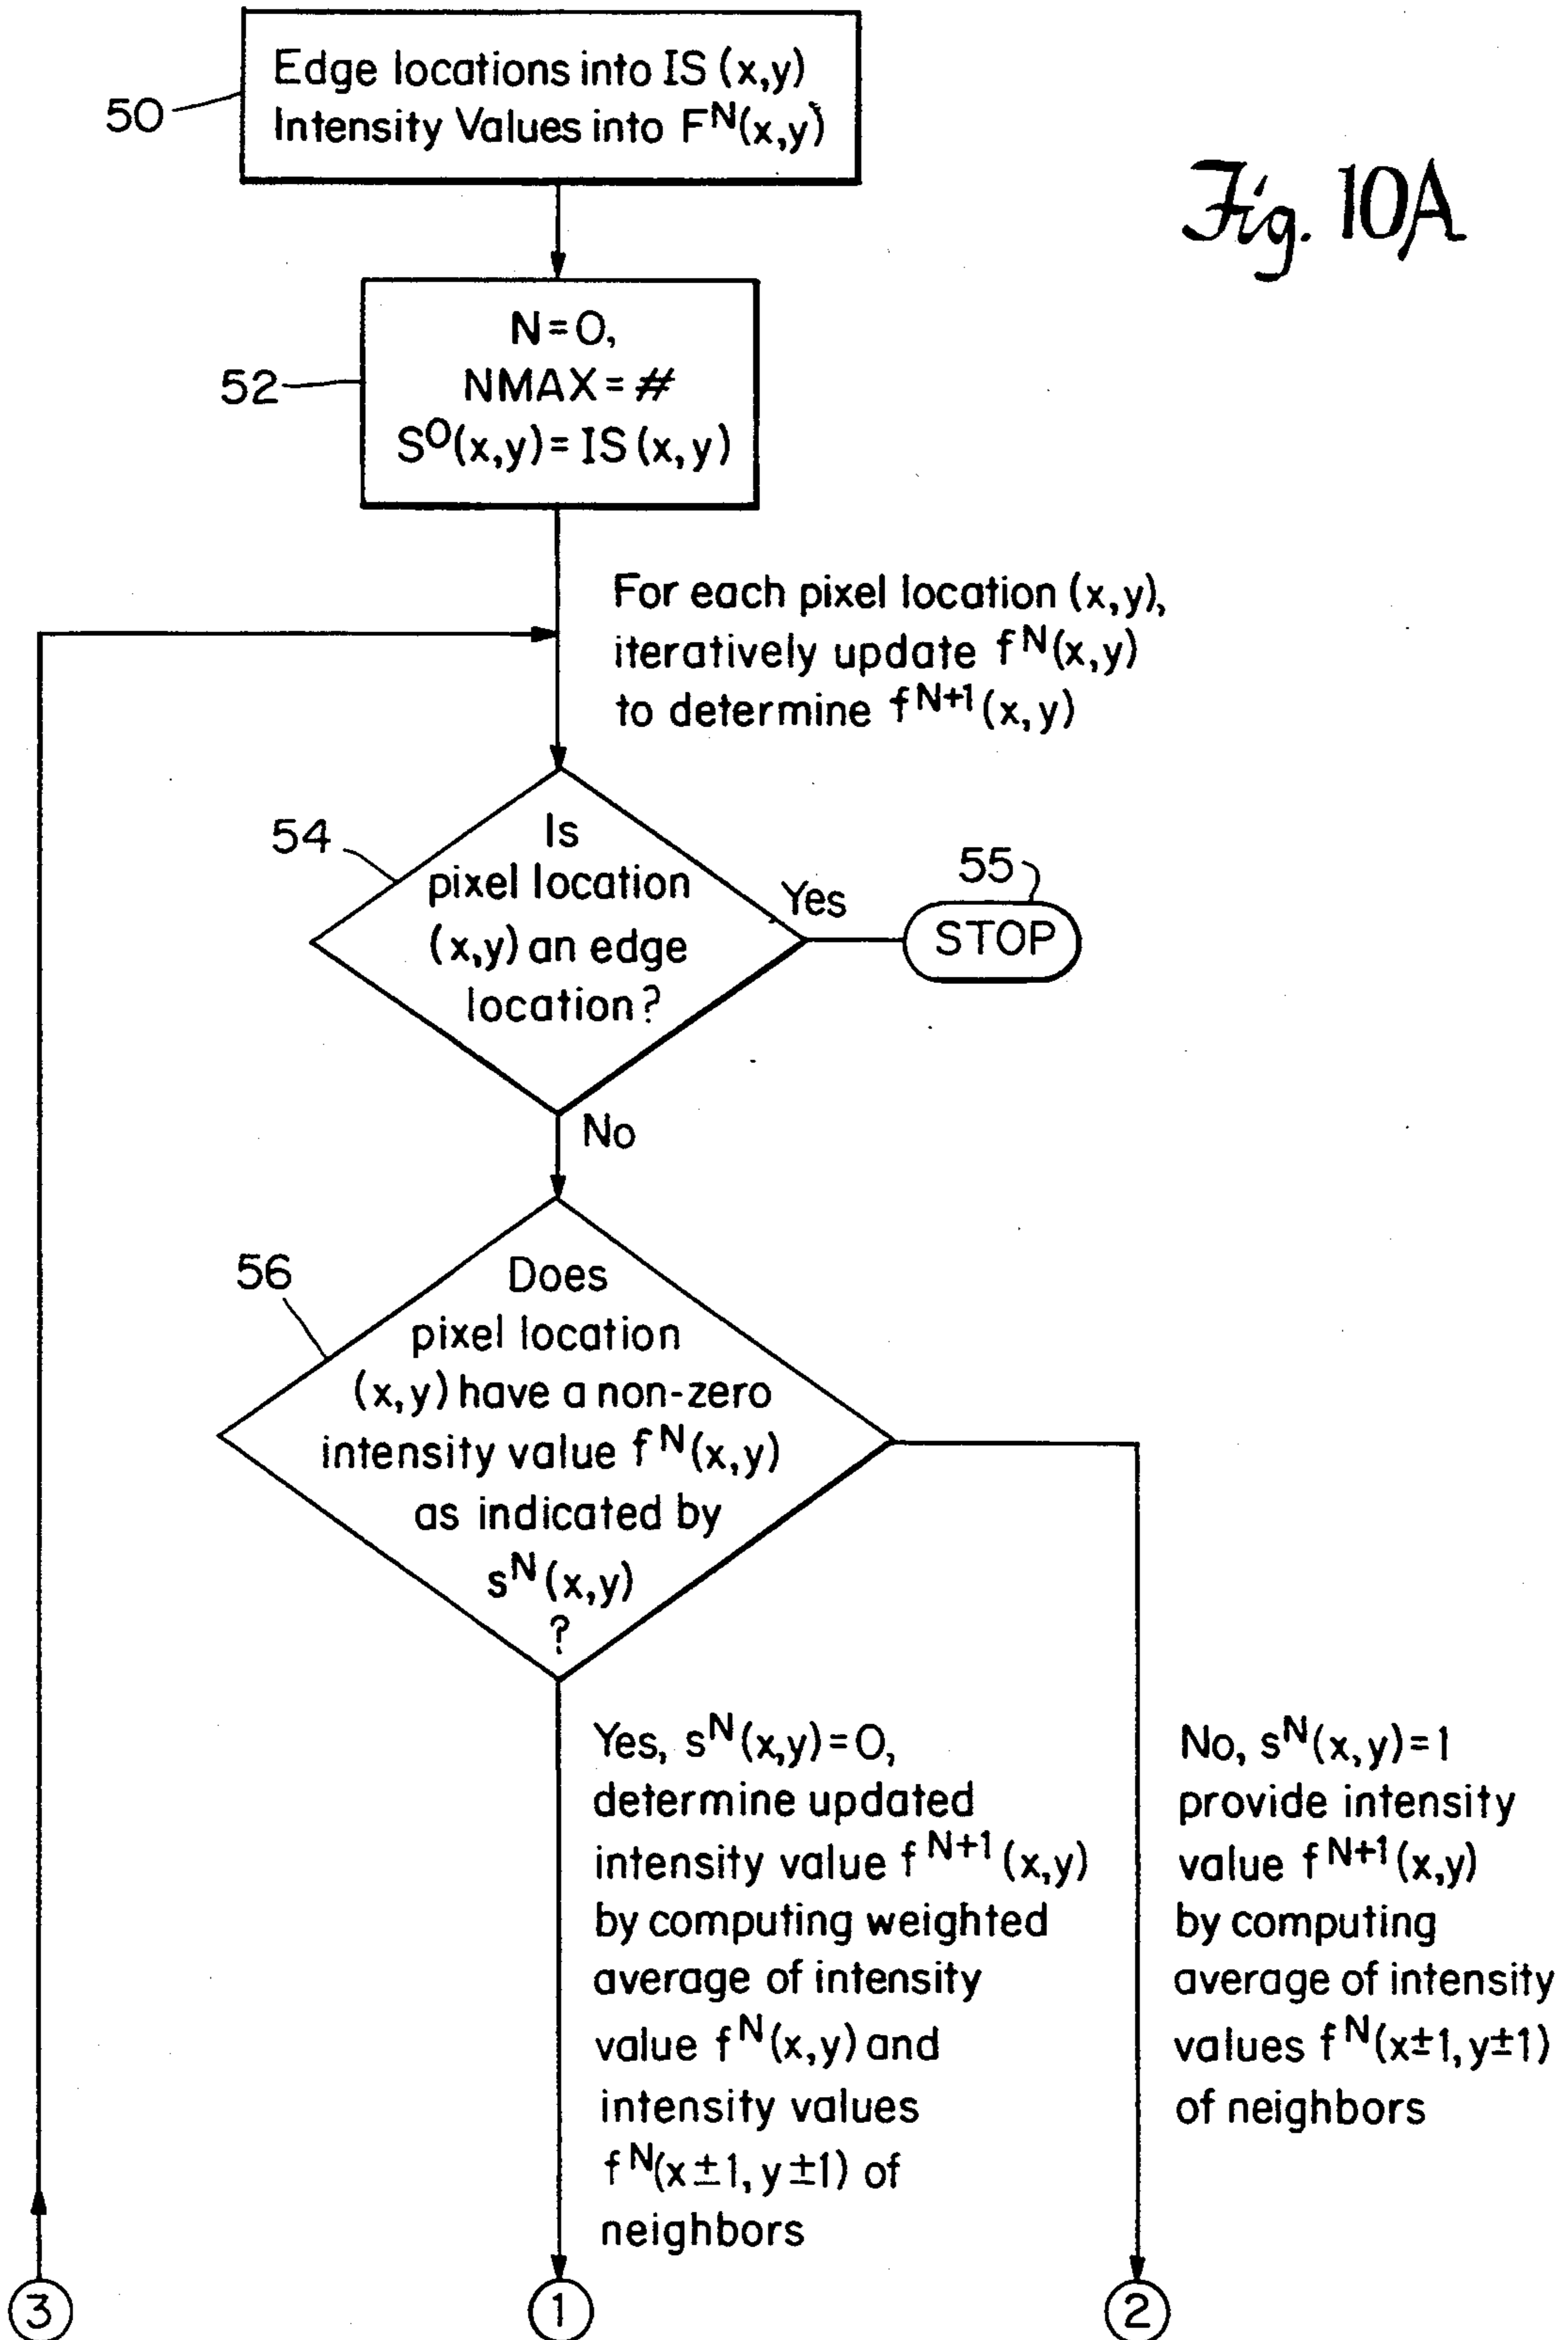 Edge locations into IS (x,y)
Intensity Values into F^N(x,y)
50
Fig. 10A
N=0,
NMAX=#
S^0(x,y)=IS(x,y)
52
For each pixel location (x,y),
iteratively update f^N(x,y)
to determine f^N+1(x,y)
54
Is
pixel location
(x,y) an edge
location?
Yes
55
STOP
No
56
Does
pixel location
(x,y) have a non-zero
intensity value f^N(x,y)
as indicated by
s^N(x,y)
?
Yes, s^N(x,y)=0,
determine updated
intensity value f^N+1(x,y)
by computing weighted
average of intensity
value f^N(x,y) and
intensity values
f^N(x±1,y±1) of
neighbors
No, s^N(x,y)=1
provide intensity
value f^N+1(x,y)
by computing
average of intensity
values f^N(x±1,y±1)
of neighbors
3
1
2